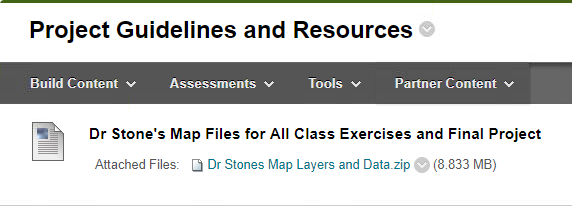 Project Guidelines and Resources
Build Content Assessments Tools Partner Content
Dr Stone's Map Files for All Class Exercises and Final Project
Attached Files: Dr Stones Map Layers and Data.zip (8.833 MB)